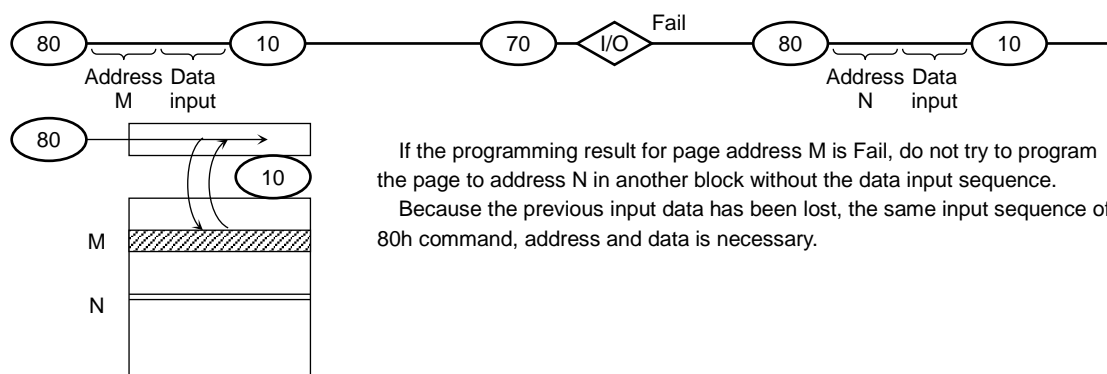 80 10 70 I/O Fail 80 10
Address Data Address Data
M input N input
80
10
If the programming result for page address M is Fail, do not try to program
the page to address N in another block without the data input sequence.
Because the previous input data has been lost, the same input sequence of
80h command, address and data is necessary.
M
N